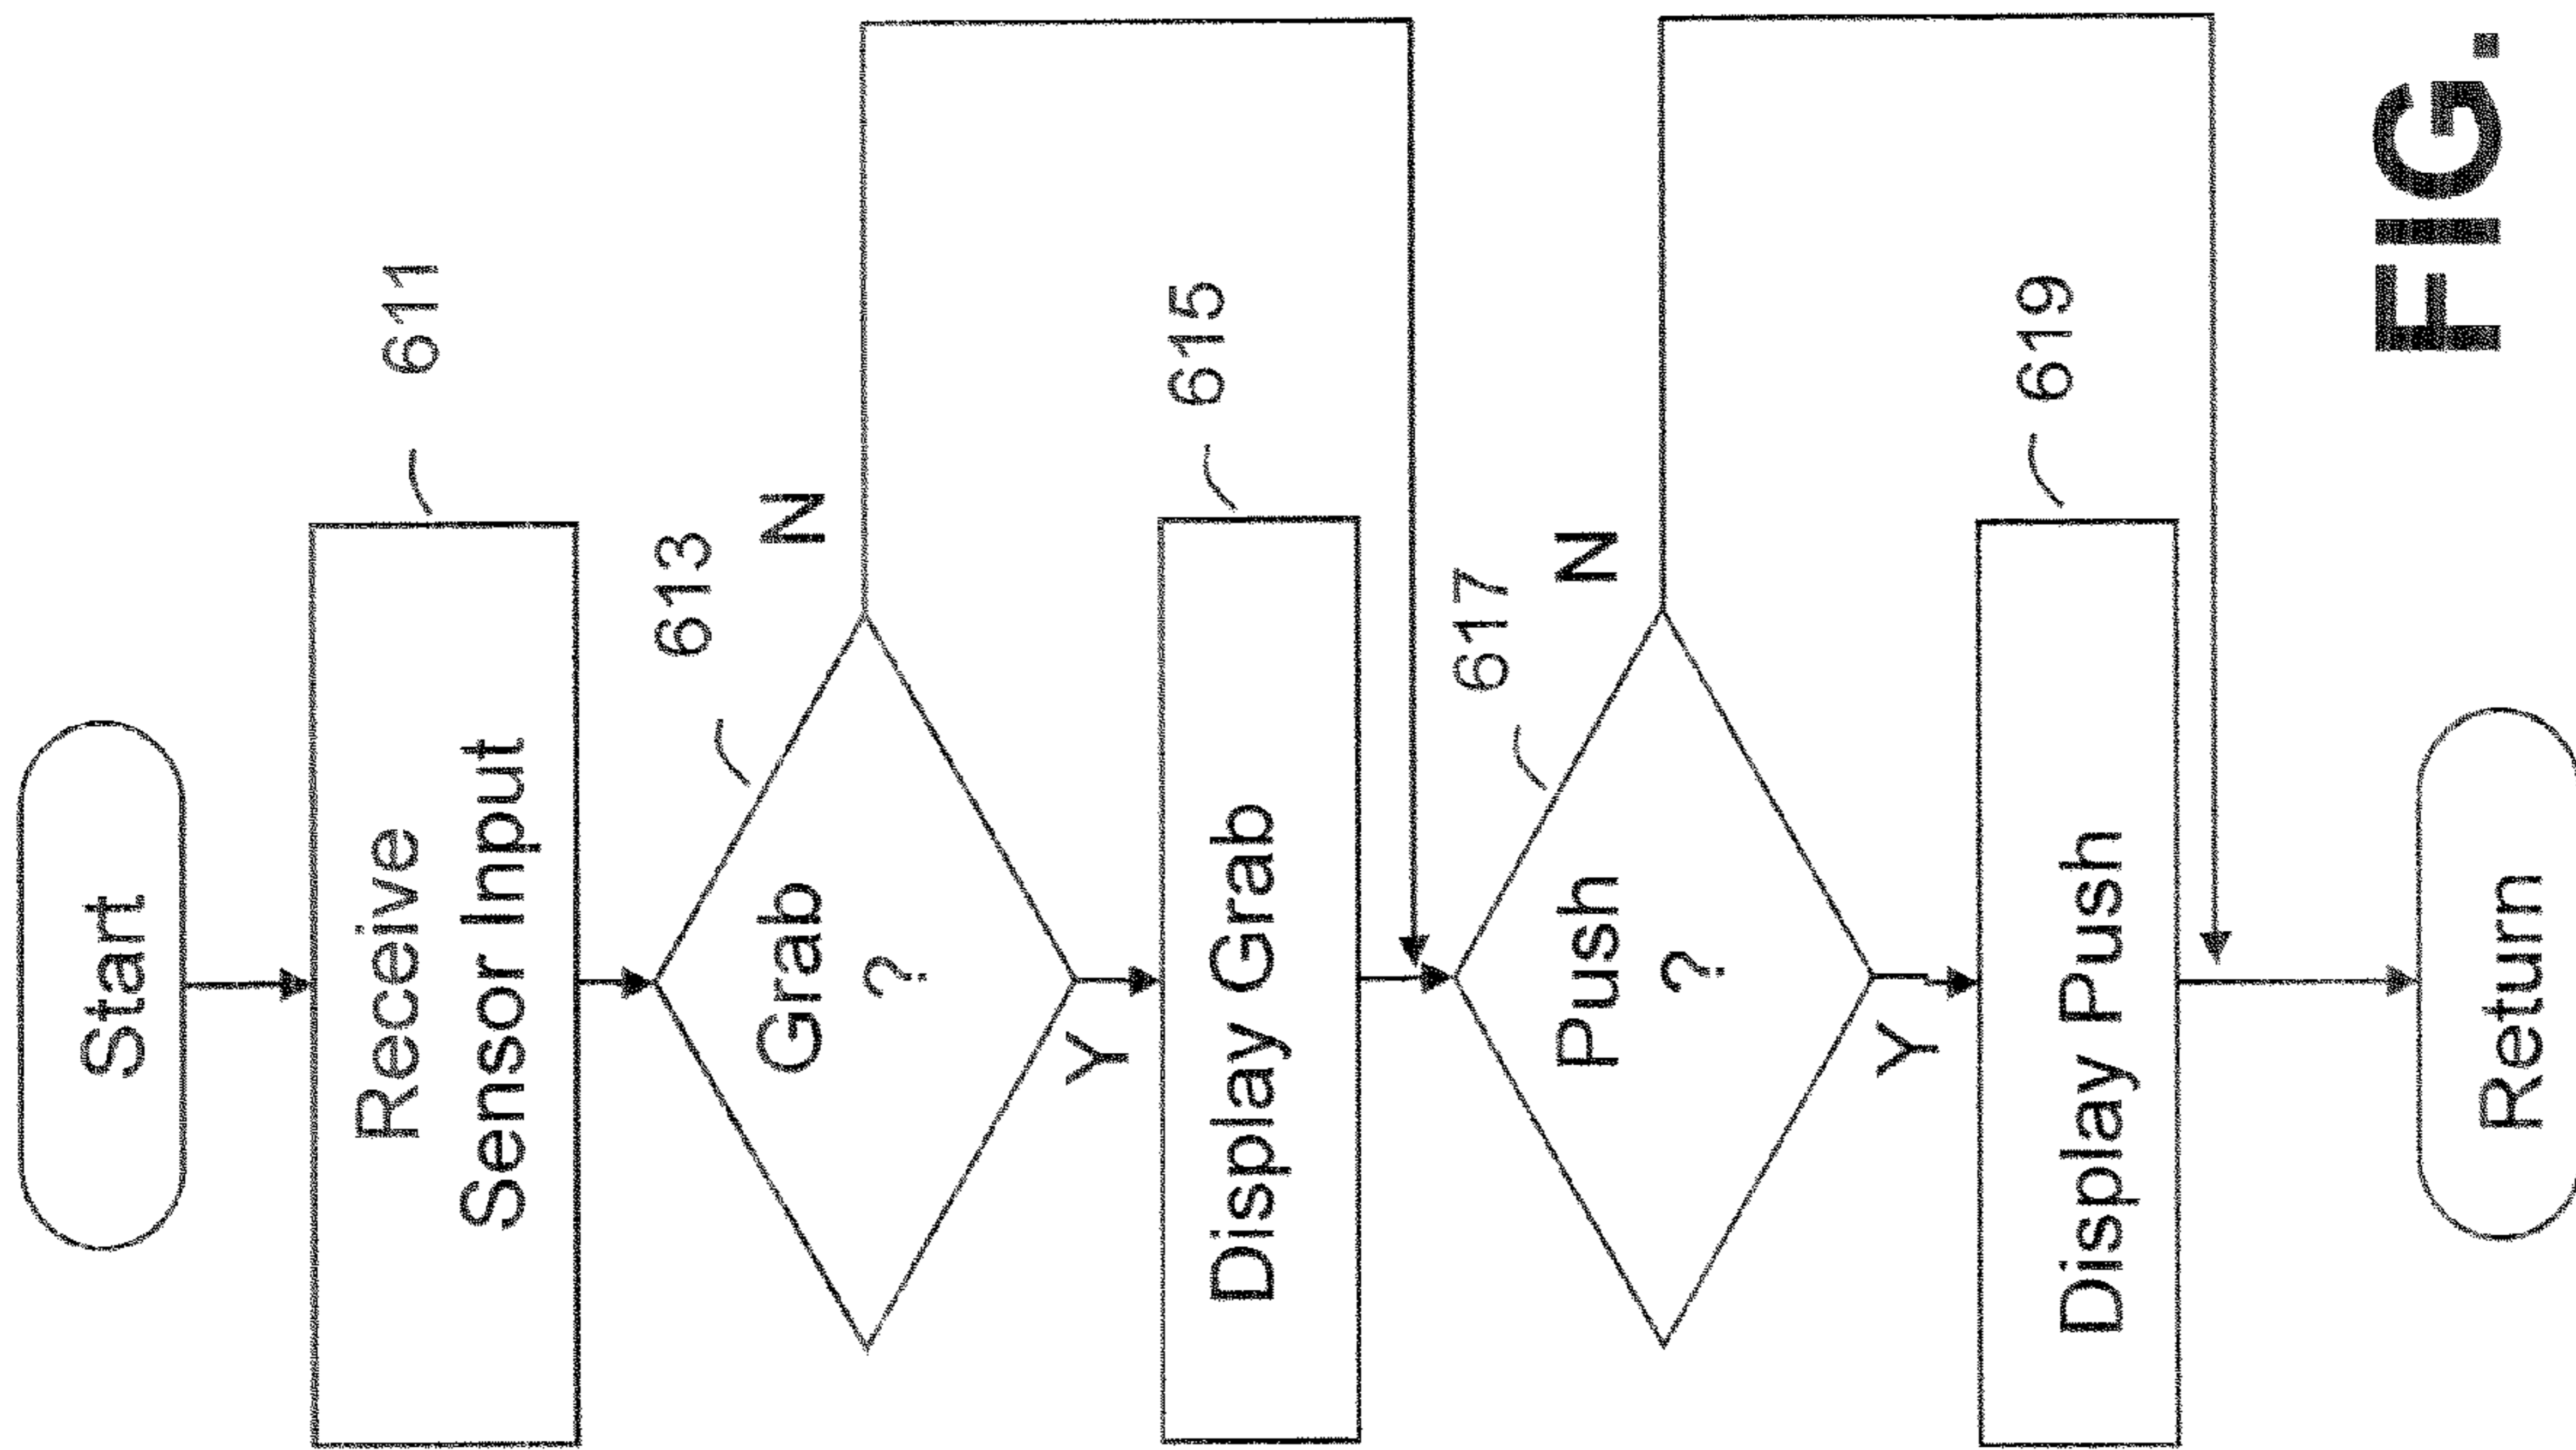 Start
Receive
Sensor Input
611
613
Grab
?
N
Y
Display Grab
615
617
Push
?
N
Y
Display Push
619
Return
FIG.